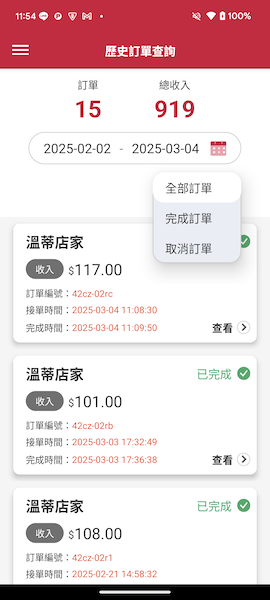 11:54
100%
歷史訂單查詢
訂單
總收入
15
919
2025-02-02 - 2025-03-04
全部訂單
完成訂單
取消訂單
溫蒂店家
收入 $117.00
訂單編號：42cz-02rc
接單時間：2025-03-04 11:08:30
完成時間：2025-03-04 11:09:50
查看
溫蒂店家
已完成
收入 $101.00
訂單編號：42cz-02rb
接單時間：2025-03-03 17:32:49
完成時間：2025-03-03 17:36:38
查看
溫蒂店家
已完成
收入 $108.00
訂單編號：42cz-02r1
接單時間：2025-02-21 14:58:32